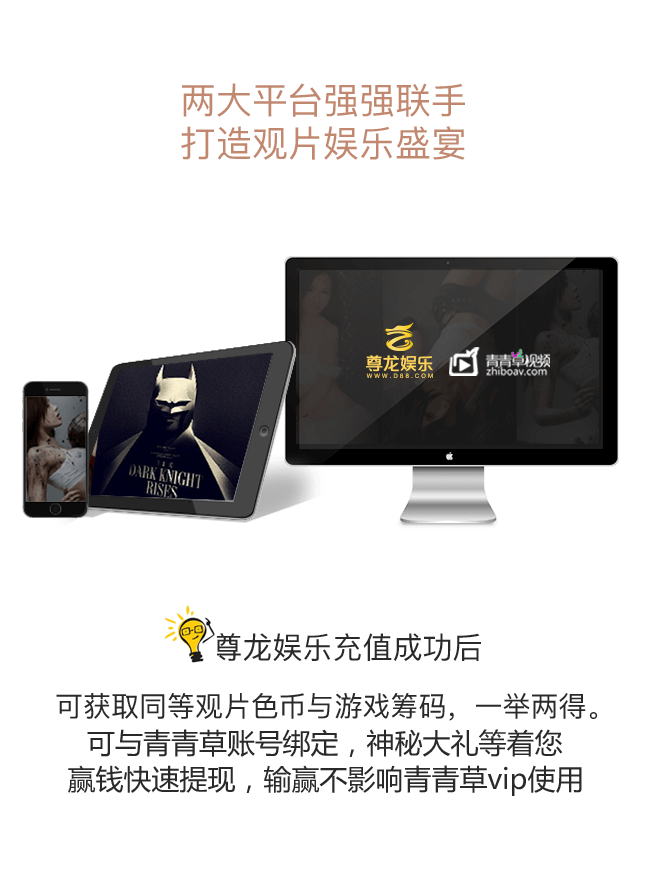 两大平台强强联手
打造观片娱乐盛宴
尊龙娱乐
WWW.D88.COM
青青草视频
zhiboav.com
THE
DARK KNIGHT
RISES
尊龙娱乐充值成功后
可获取同等观片色币与游戏筹码，一举两得。
可与青青草账号绑定，神秘大礼等着您
赢钱快速提现，输赢不影响青青草vip使用